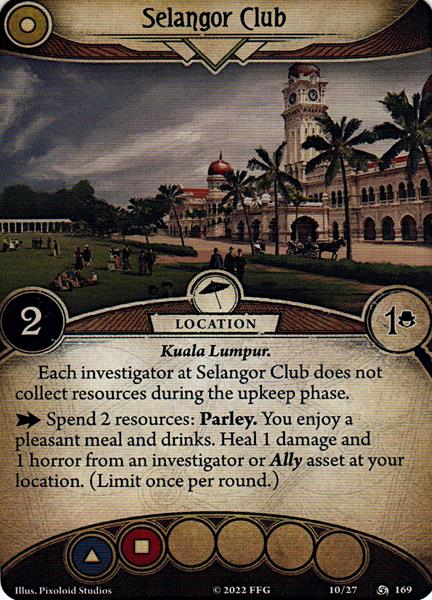 Selangor Club
2
1
LOCATION
Kuala Lumpur.
Each investigator at Selangor Club does not
collect resources during the upkeep phase.
Spend 2 resources: Parley. You enjoy a
pleasant meal and drinks. Heal 1 damage and
1 horror from an investigator or Ally asset at your
location. (Limit once per round.)
Illus. Pixoloid Studios
© 2022 FFG
10/27
169